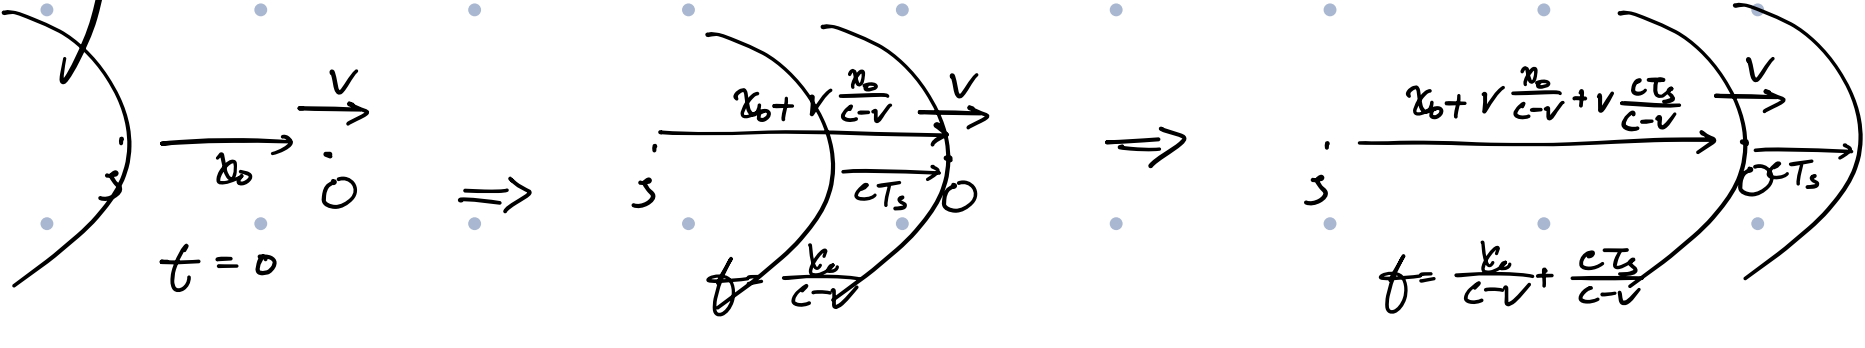 V
x₀
s
O
t = 0
⇒
x₀ + V x₀/(c-v)
V
s
cTₛ
O
t = x₀/(c-v)
⇒
x₀ + V x₀/(c-v) + V cTₛ/(c-v)
V
s
O
cTₛ
t = x₀/(c-v) + cTₛ/(c-v)